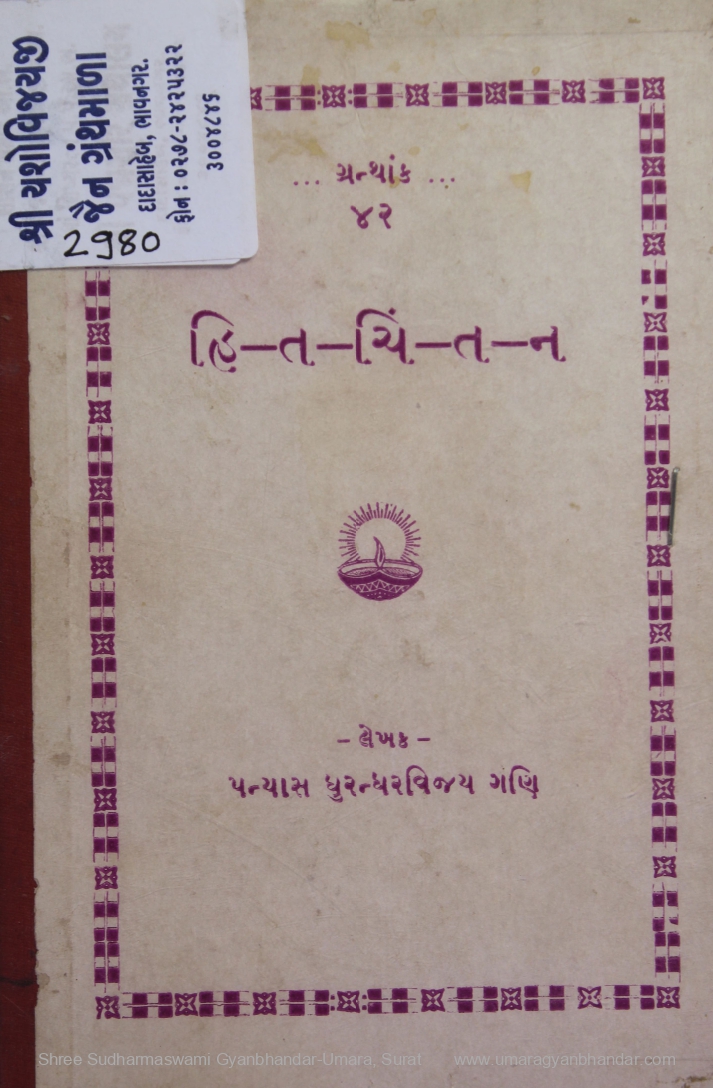 શ્રી યશોવિજયજી
જૈન ગ્રંથમાળા
દાદાસાહેબ, ભાવનગર.
ફોન : ૦૨૭૮-૨૪૨૫૩૨૨
૩૦૦૪૮૪૬
2980
... ગ્રન્થાંક ...
૪૨
હિ–ત–ચિં–ત–ન
– લેખક –
પન્યાસ ધુરન્ધરવિજય ગણિ
Shree Sudharmaswami Gyanbhandar-Umara, Surat www.umaragyanbhandar.com